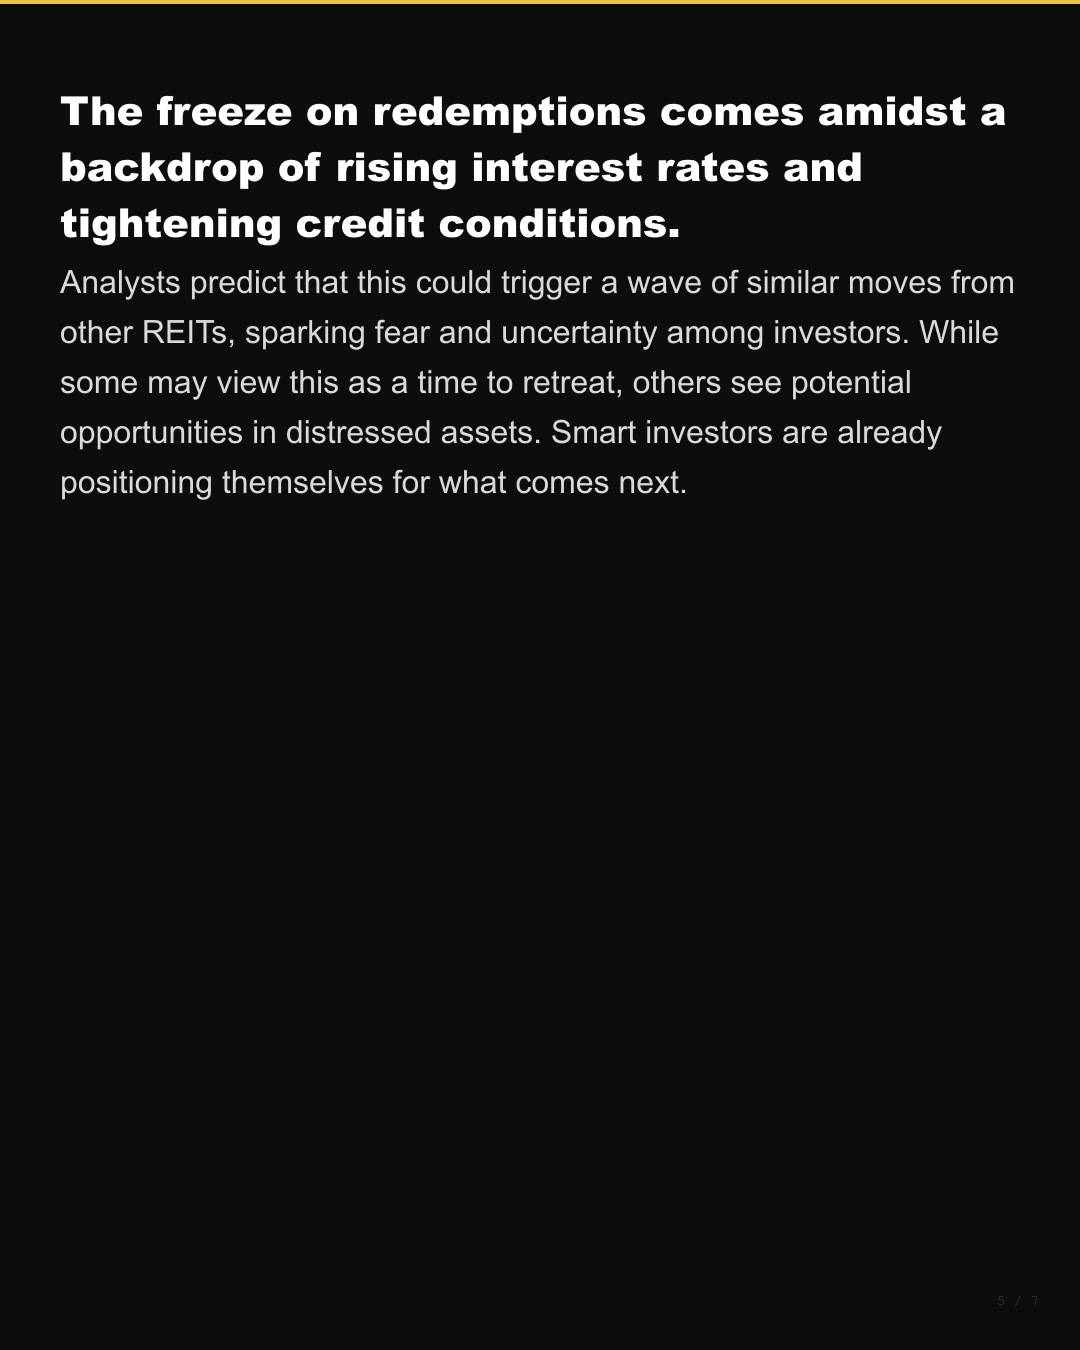 The freeze on redemptions comes amidst a
backdrop of rising interest rates and
tightening credit conditions.
Analysts predict that this could trigger a wave of similar moves from
other REITs, sparking fear and uncertainty among investors. While
some may view this as a time to retreat, others see potential
opportunities in distressed assets. Smart investors are already
positioning themselves for what comes next.
5 / 7